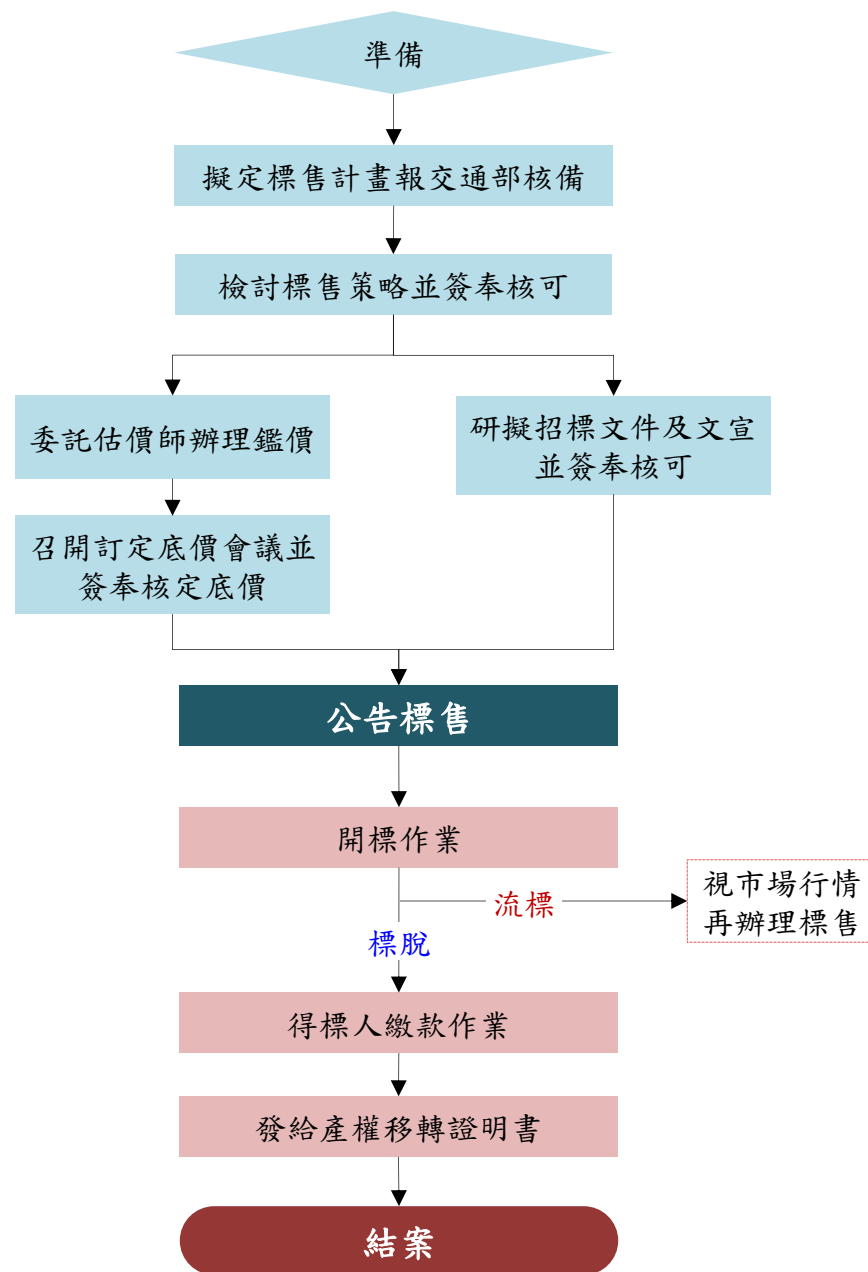 準備
擬定標售計畫報交通部核備
檢討標售策略並簽奉核可
委託估價師辦理鑑價
研擬招標文件及文宣
並簽奉核可
召開訂定底價會議並
簽奉核定底價
公告標售
開標作業
流標
視市場行情
再辦理標售
標脫
得標人繳款作業
發給產權移轉證明書
結案